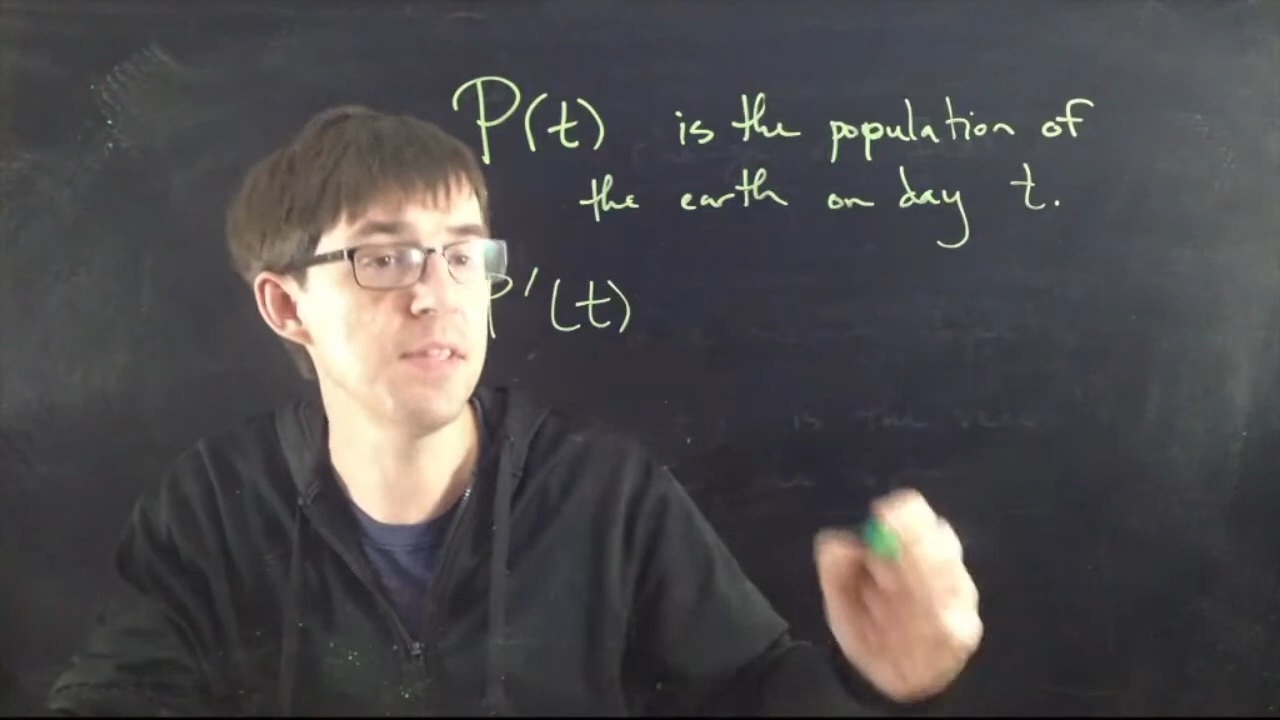 P(t) is the population of
the earth on day t.
P'(t)